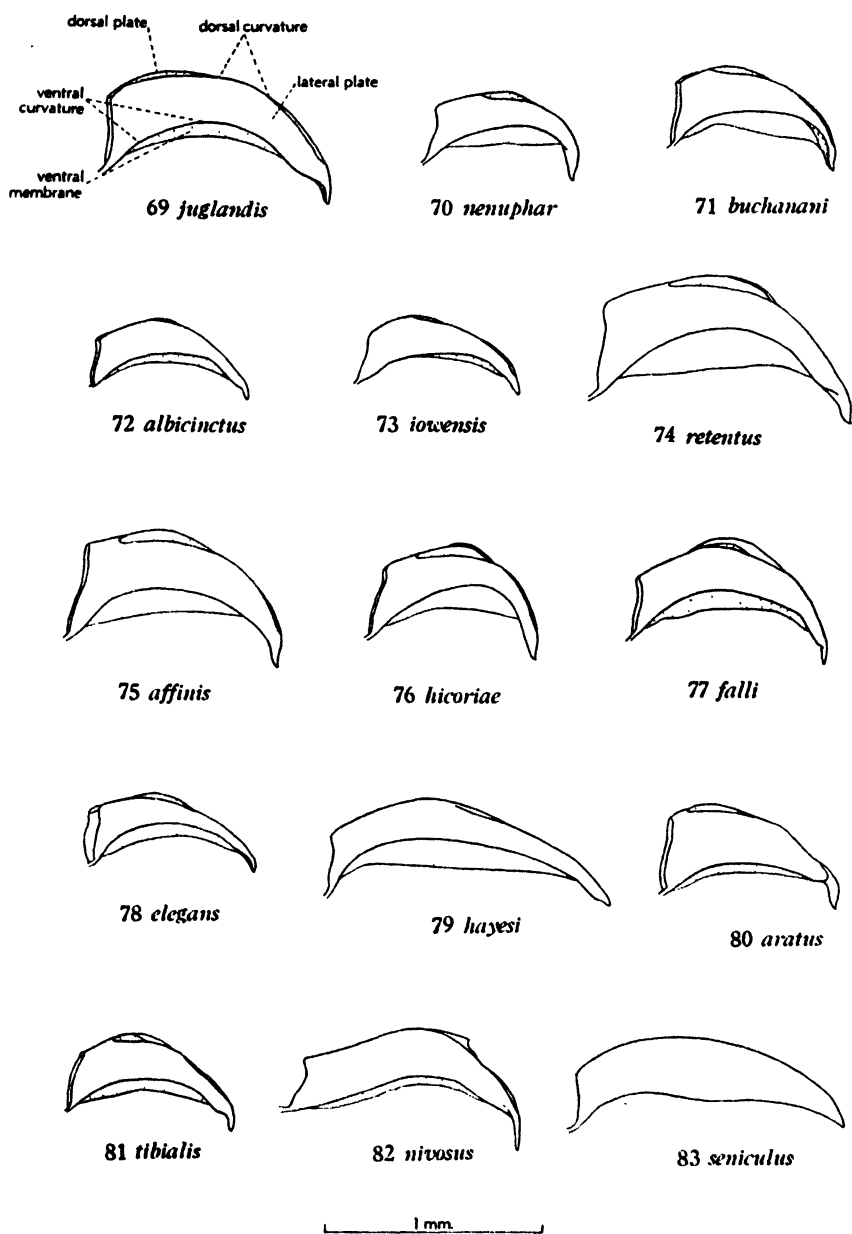 dorsal plate
dorsal curvature
lateral plate
ventral
curvature
ventral
membrane
69 juglandis
70 nenuphar
71 buchanani
72 albicinctus
73 iowensis
74 retentus
75 affinis
76 hicoriae
77 falli
78 elegans
79 hayesi
80 aratus
81 tibialis
82 nivosus
83 seniculus
1 mm.